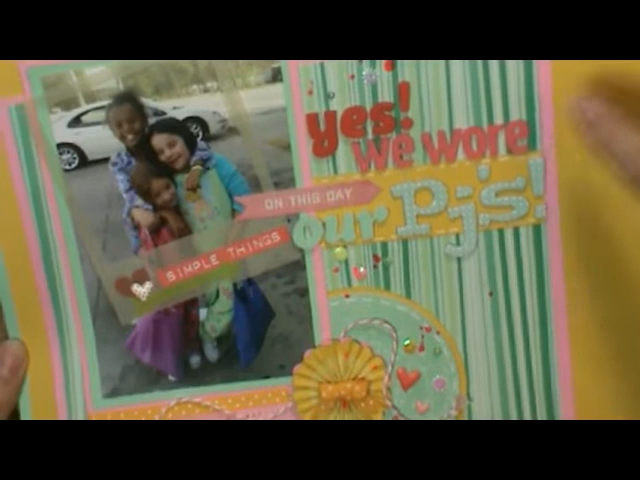 yes!
we wore
ON THIS DAY
our Pj's!
SIMPLE THINGS